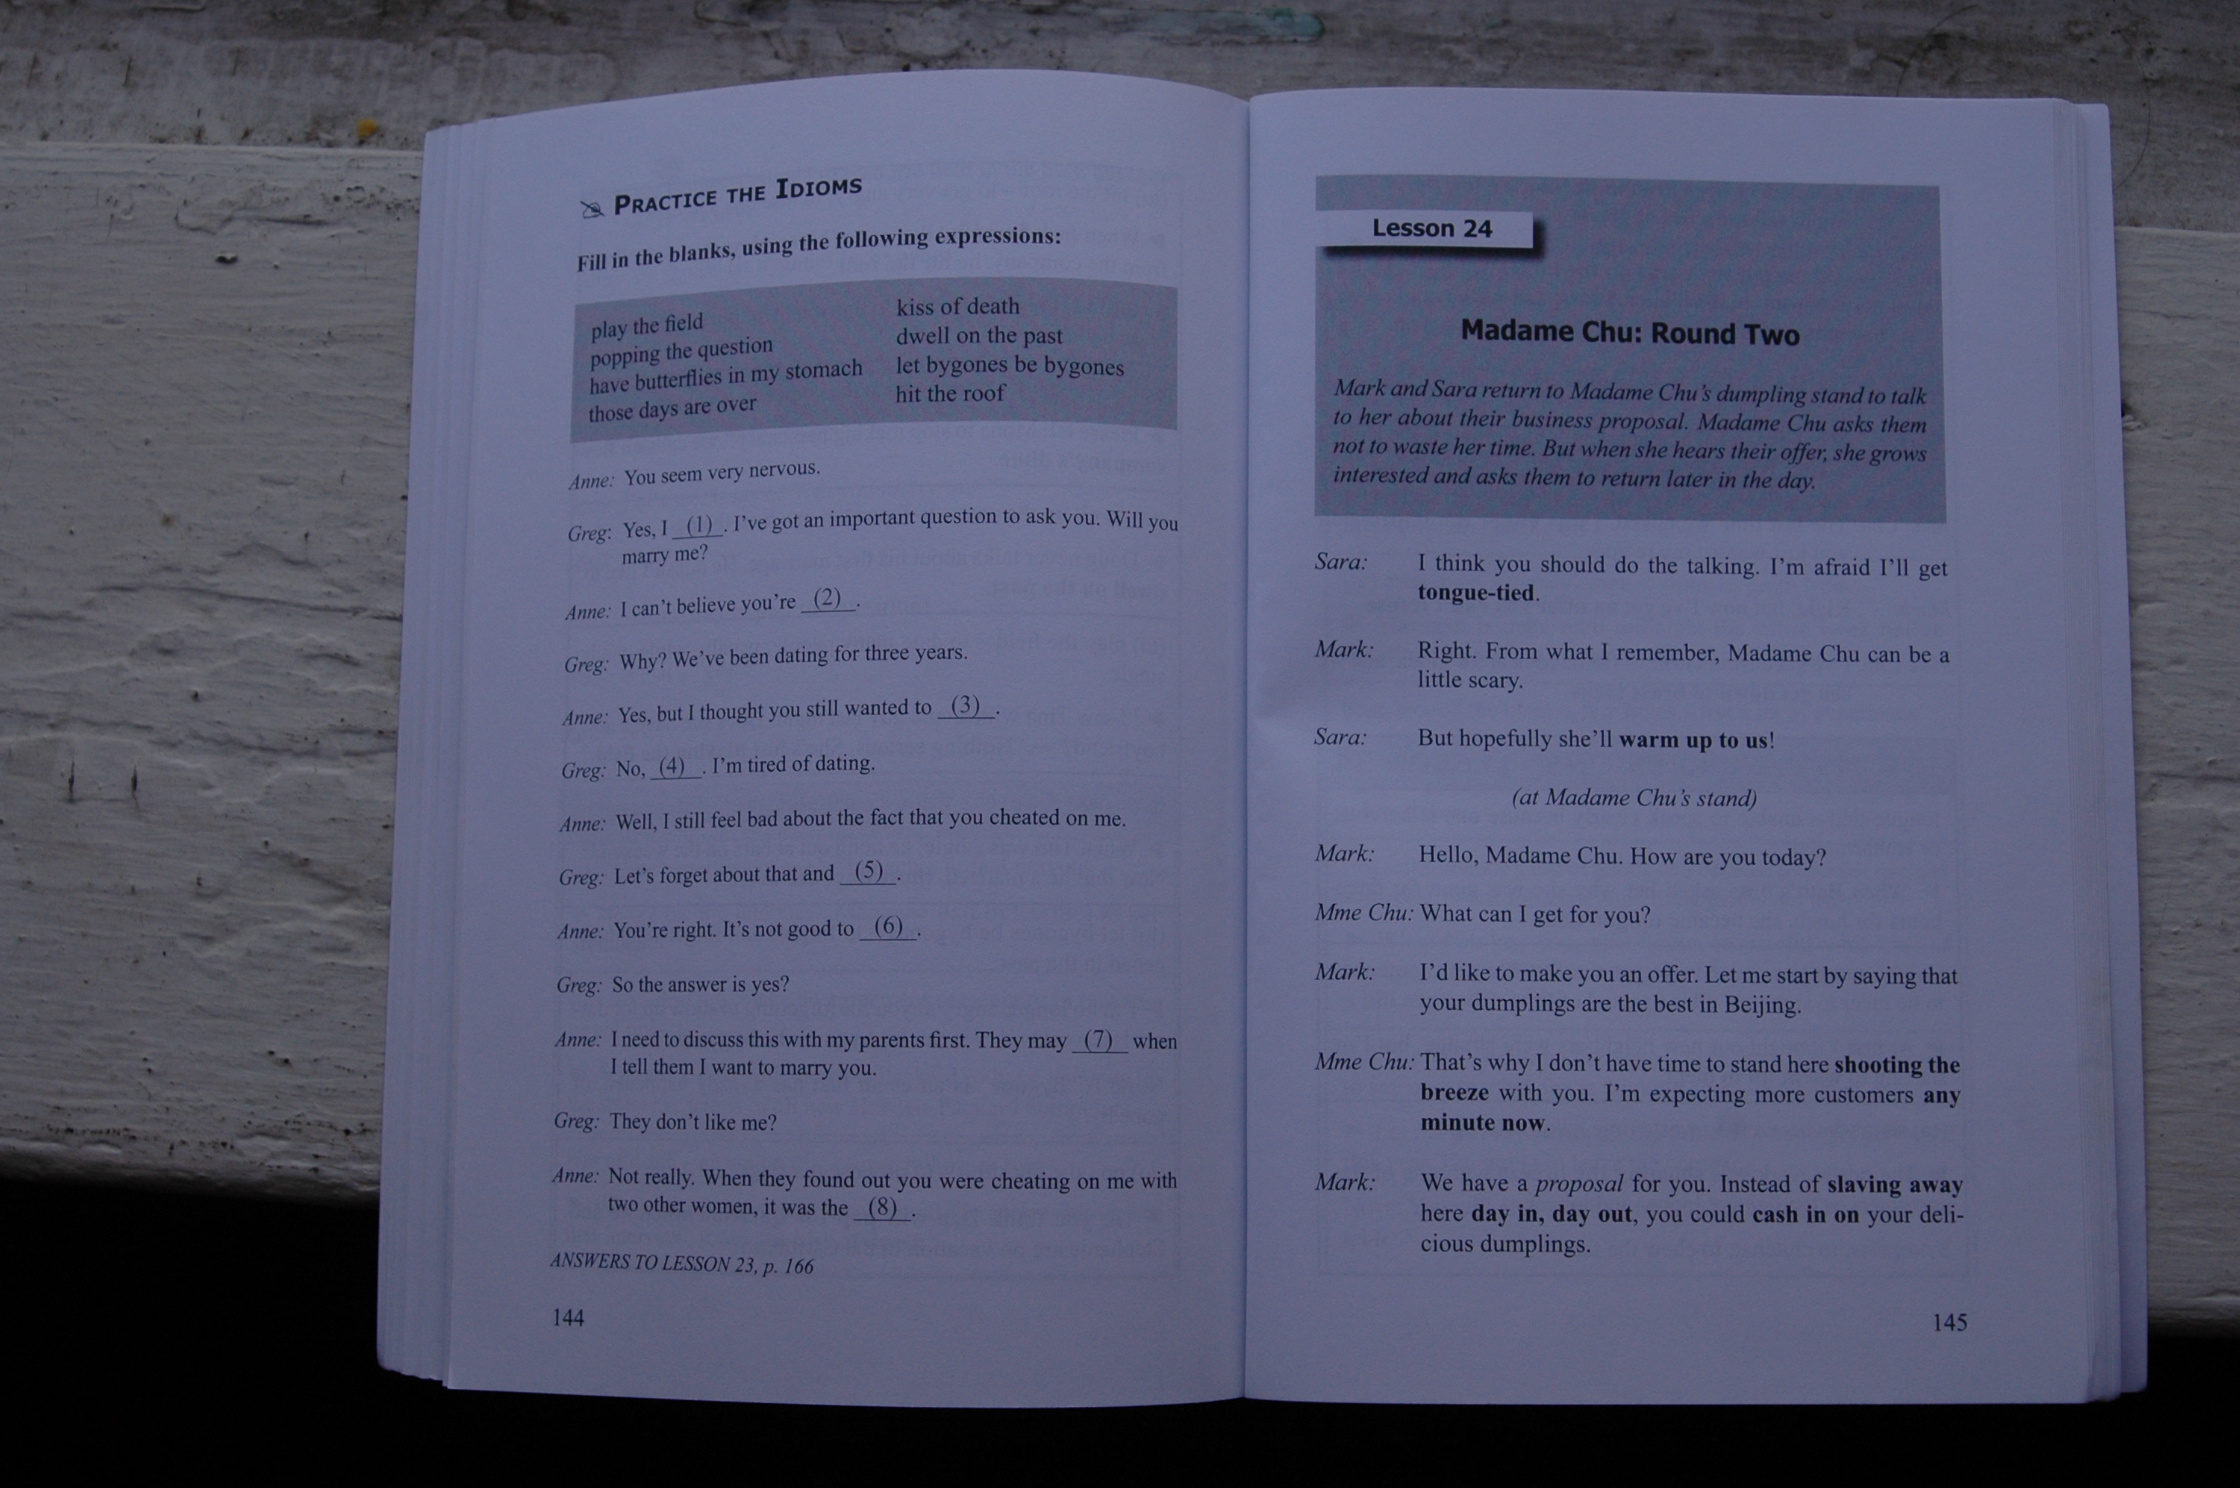 PRACTICE THE IDIOMS
Fill in the blanks, using the following expressions:
play the field
popping the question
have butterflies in my stomach
those days are over
kiss of death
dwell on the past
let bygones be bygones
hit the roof
Anne: You seem very nervous.
Greg: Yes, I (1). I've got an important question to ask you. Will you
marry me?
Anne: I can't believe you're (2).
Greg: Why? We've been dating for three years.
Anne: Yes, but I thought you still wanted to (3).
Greg: No, (4). I'm tired of dating.
Anne: Well, I still feel bad about the fact that you cheated on me.
Greg: Let's forget about that and (5).
Anne: You're right. It's not good to (6).
Greg: So the answer is yes?
Anne: I need to discuss this with my parents first. They may (7) when
I tell them I want to marry you.
Greg: They don't like me?
Anne: Not really. When they found out you were cheating on me with
two other women, it was the (8).
ANSWERS TO LESSON 23, p. 166
144
Lesson 24
Madame Chu: Round Two
Mark and Sara return to Madame Chu's dumpling stand to talk
to her about their business proposal. Madame Chu asks them
not to waste her time. But when she hears their offer, she grows
interested and asks them to return later in the day.
Sara: I think you should do the talking. I'm afraid I'll get
tongue-tied.
Mark: Right. From what I remember, Madame Chu can be a
little scary.
Sara: But hopefully she'll warm up to us!
(at Madame Chu's stand)
Mark: Hello, Madame Chu. How are you today?
Mme Chu: What can I get for you?
Mark: I'd like to make you an offer. Let me start by saying that
your dumplings are the best in Beijing.
Mme Chu: That's why I don't have time to stand here shooting the
breeze with you. I'm expecting more customers any
minute now.
Mark: We have a proposal for you. Instead of slaving away
here day in, day out, you could cash in on your deli-
cious dumplings.
145